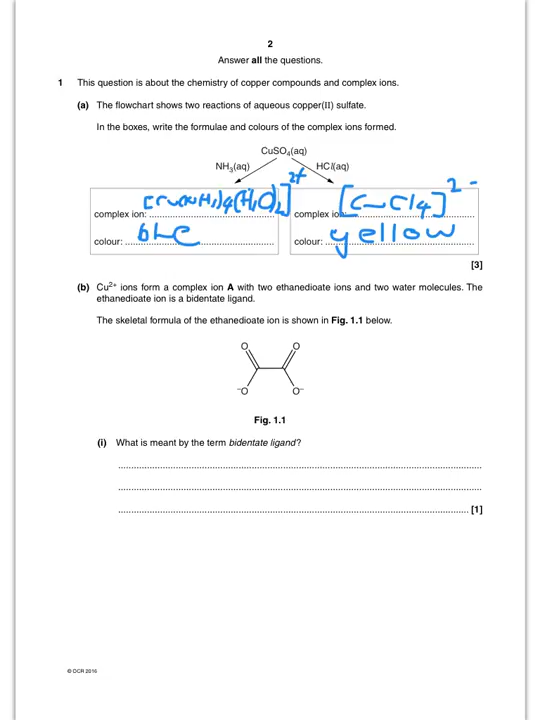 2
Answer all the questions.
1 This question is about the chemistry of copper compounds and complex ions.
(a) The flowchart shows two reactions of aqueous copper(II) sulfate.
In the boxes, write the formulae and colours of the complex ions formed.
CuSO₄(aq)
NH₃(aq) HCl(aq)
complex ion: [Cu(NH₃)₄(H₂O)₂]²⁺ complex ion: [CuCl₄]²⁻
colour: colour: yellow
[3]
(b) Cu²⁺ ions form a complex ion A with two ethanedioate ions and two water molecules. The
ethanedioate ion is a bidentate ligand.
The skeletal formula of the ethanedioate ion is shown in Fig. 1.1 below.
O O
⁻O O⁻
Fig. 1.1
(i) What is meant by the term bidentate ligand?
[1]
© OCR 2016